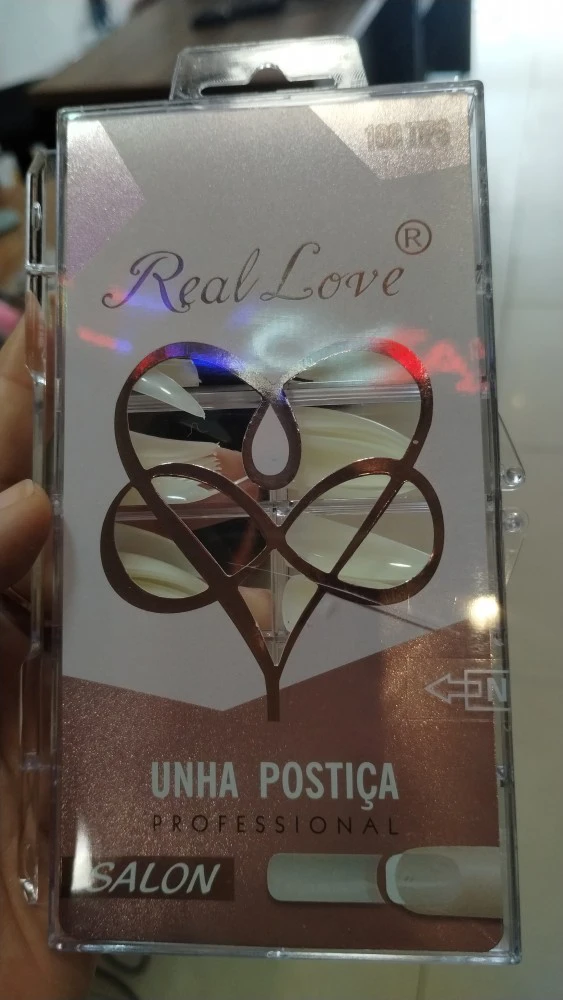 100 TIPS
Real Love ®
UNHA POSTIÇA
PROFESSIONAL
SALON